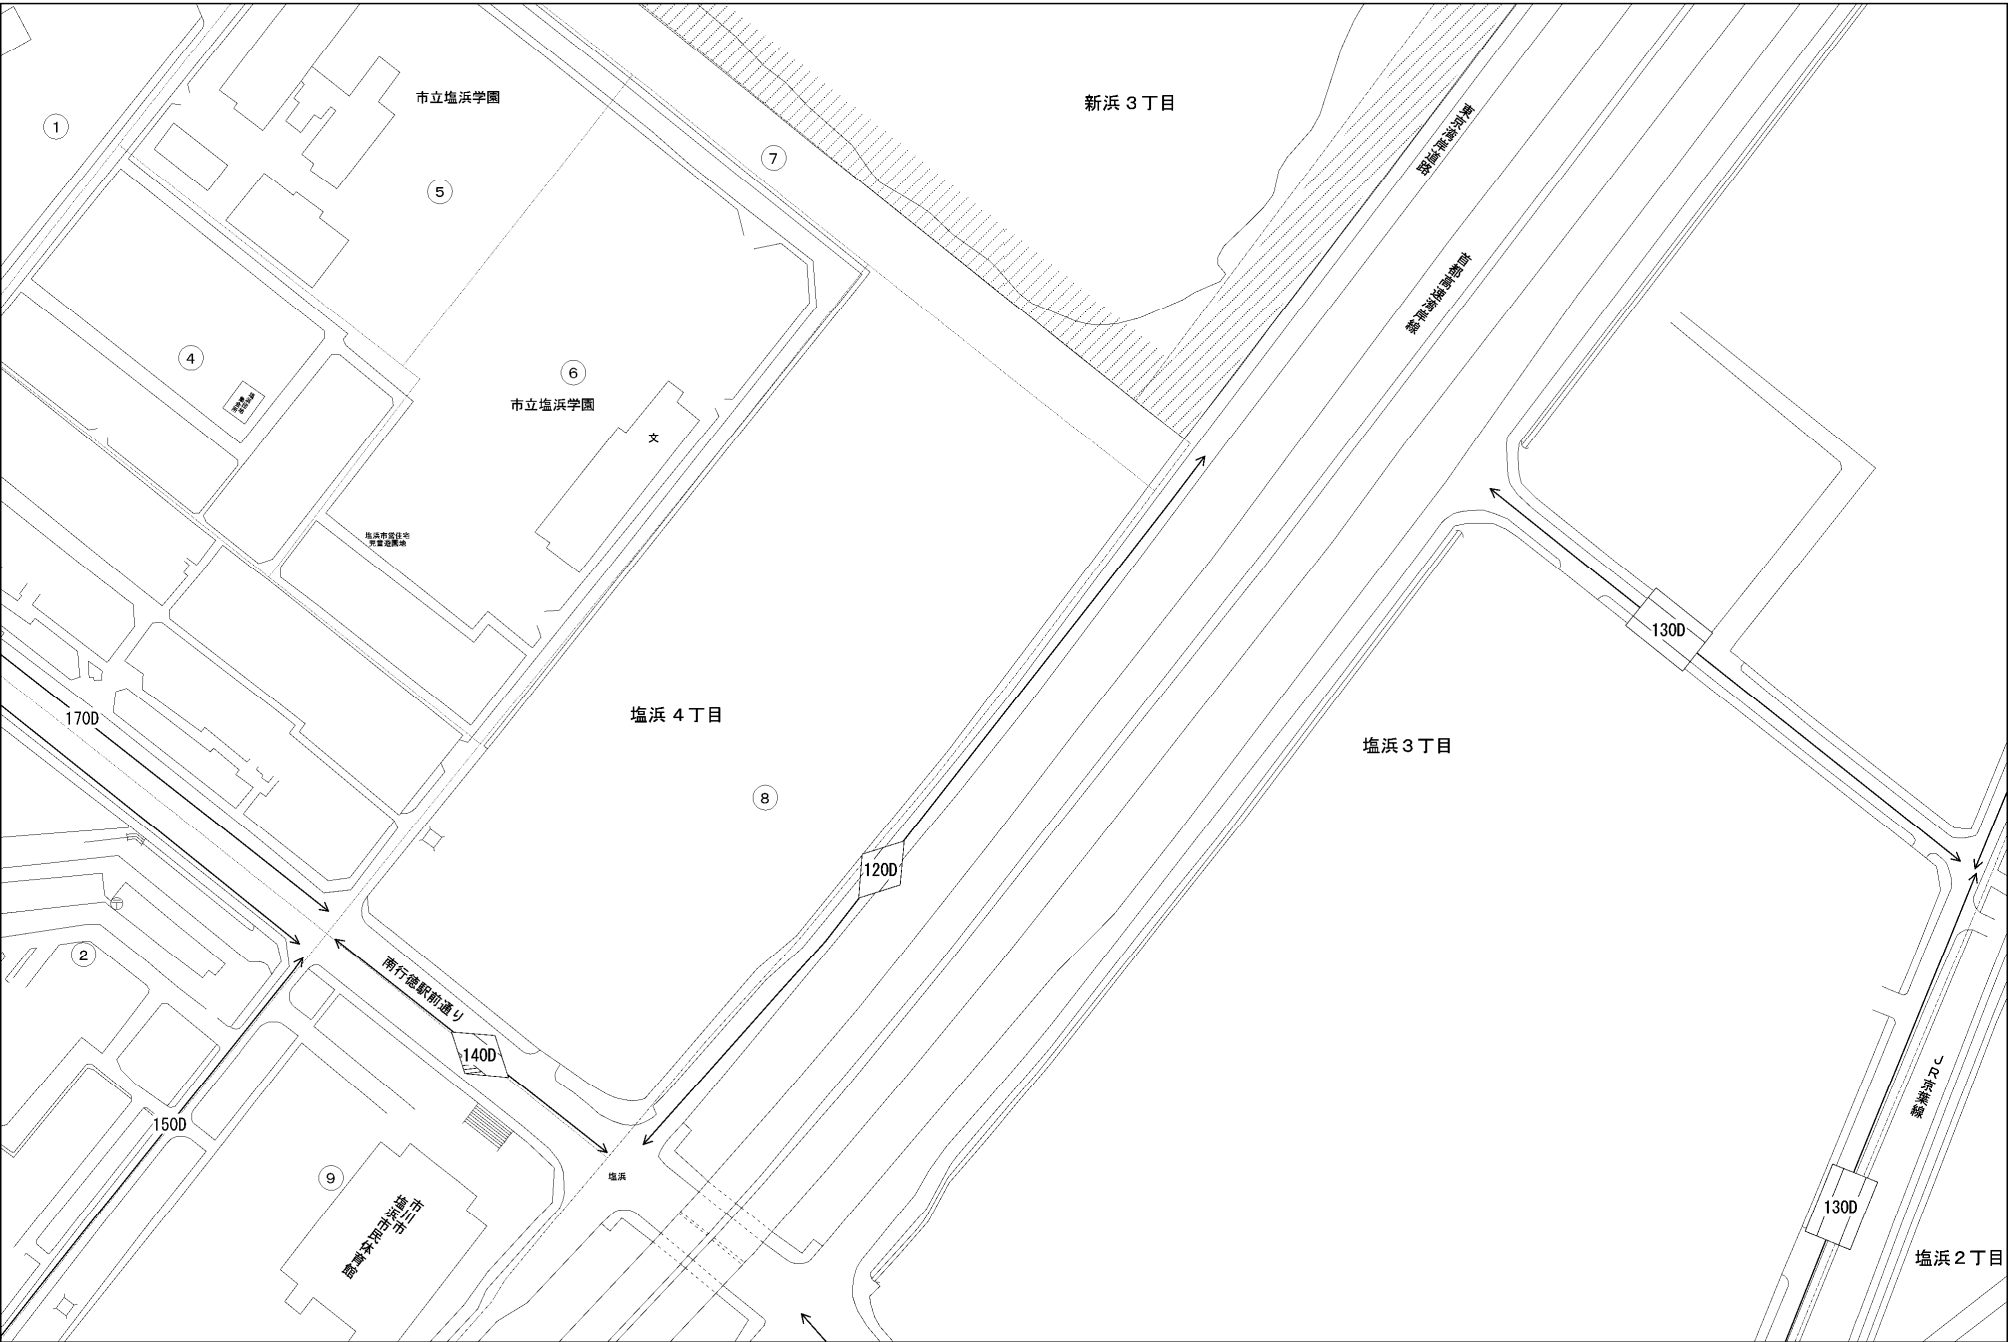 市立塩浜学園
新浜3丁目
東京湾岸道路
①
⑦
⑤
首都高速湾岸線
④
⑥
市立塩浜学園
文
塩浜市営住宅
児童遊園地
130D
170D
塩浜4丁目
塩浜3丁目
⑧
120D
②
南行徳駅前通り
140D
JR京葉線
150D
⑨
塩浜
市川市
塩浜市民体育館
130D
塩浜2丁目